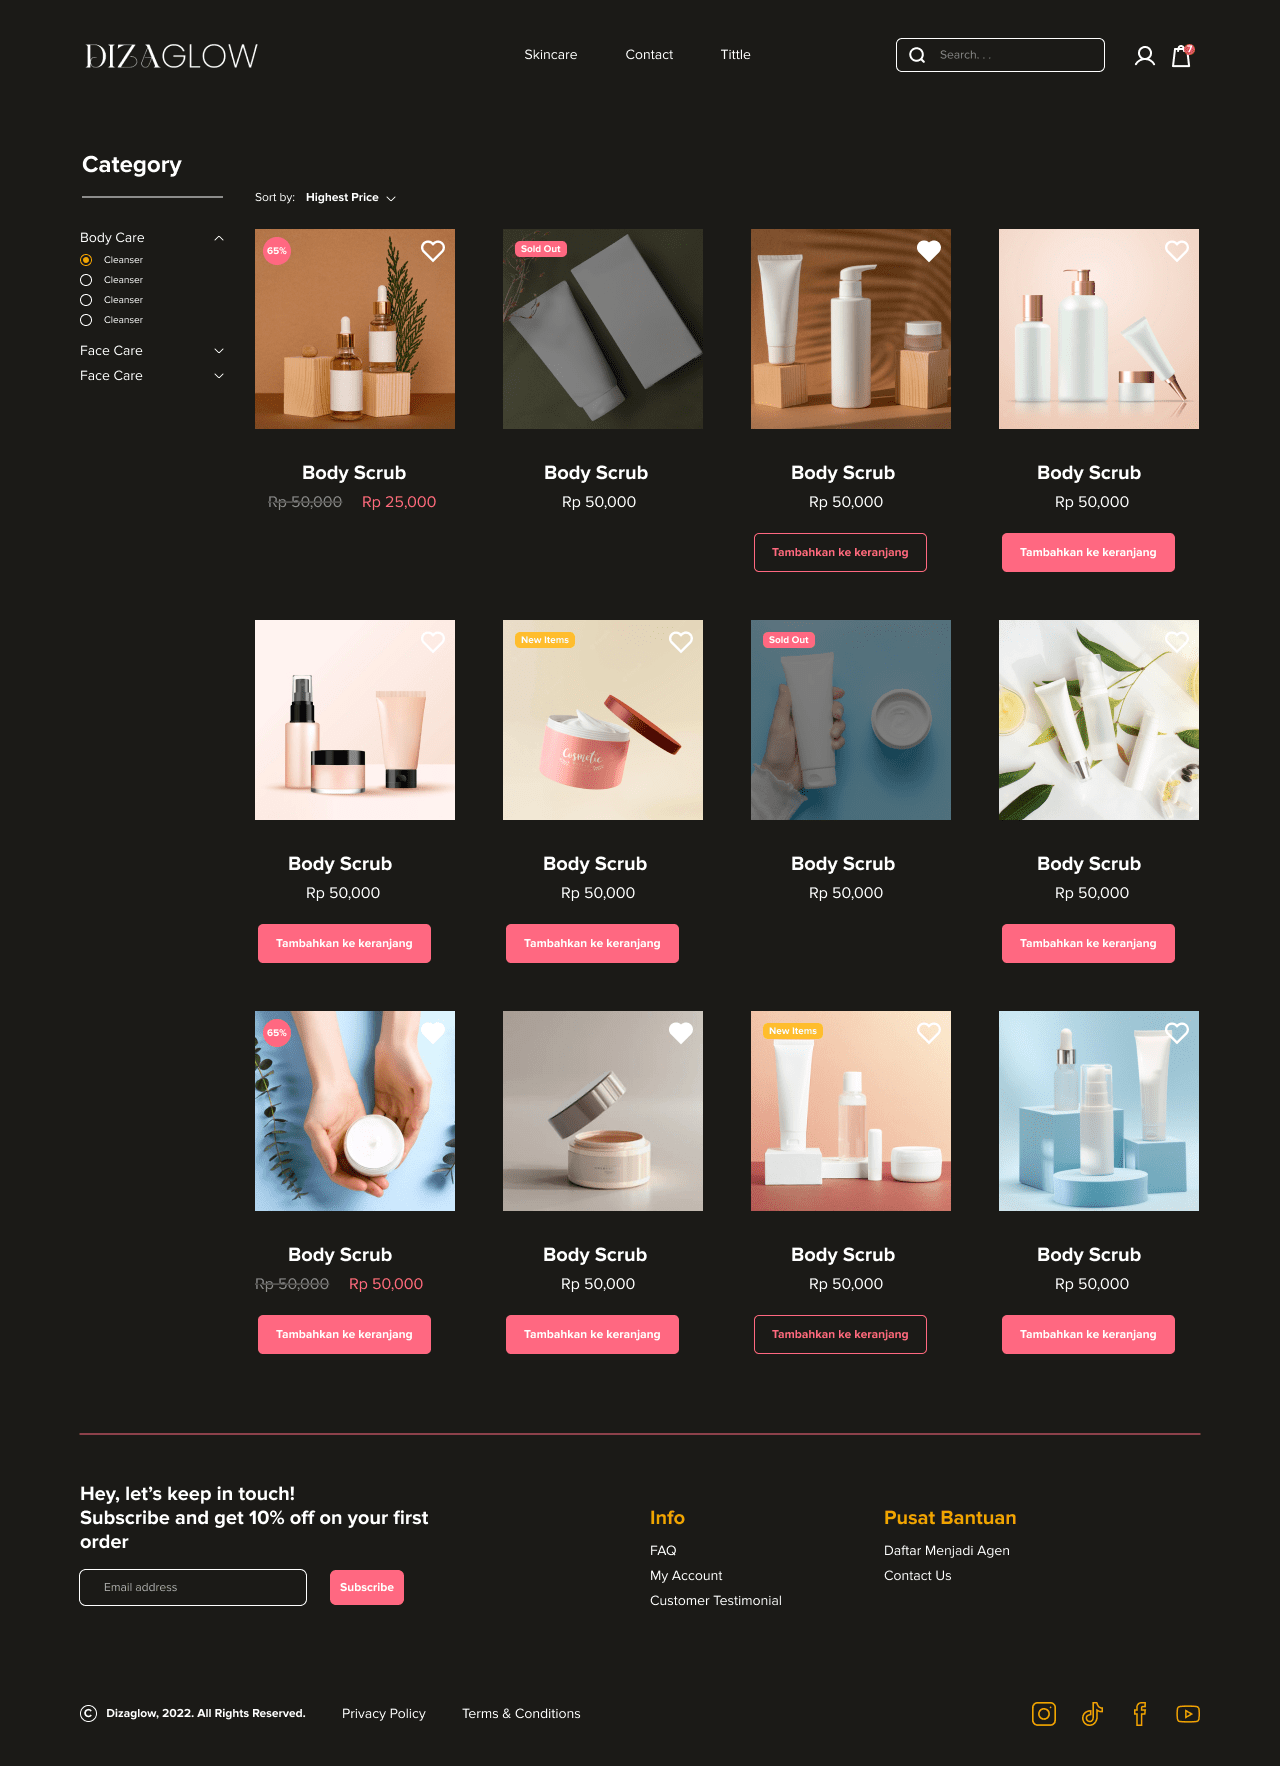 DIZAGLOW
Skincare
Contact
Tittle
Search. . .
7
Category
Sort by:
Highest Price
Body Care
Cleanser
Cleanser
Cleanser
Cleanser
Face Care
Face Care
65%
Sold Out
Body Scrub
Rp 50,000 Rp 25,000
Body Scrub
Rp 50,000
Body Scrub
Rp 50,000
Tambahkan ke keranjang
Body Scrub
Rp 50,000
Tambahkan ke keranjang
New Items
Cosmetic
Sold Out
Body Scrub
Rp 50,000
Tambahkan ke keranjang
Body Scrub
Rp 50,000
Tambahkan ke keranjang
Body Scrub
Rp 50,000
Body Scrub
Rp 50,000
Tambahkan ke keranjang
65%
New Items
Body Scrub
Rp 50,000 Rp 50,000
Tambahkan ke keranjang
Body Scrub
Rp 50,000
Tambahkan ke keranjang
Body Scrub
Rp 50,000
Tambahkan ke keranjang
Body Scrub
Rp 50,000
Tambahkan ke keranjang
Hey, let’s keep in touch!
Subscribe and get 10% off on your first
order
Email address
Subscribe
Info
FAQ
My Account
Customer Testimonial
Pusat Bantuan
Daftar Menjadi Agen
Contact Us
© Dizaglow, 2022. All Rights Reserved.
Privacy Policy
Terms & Conditions